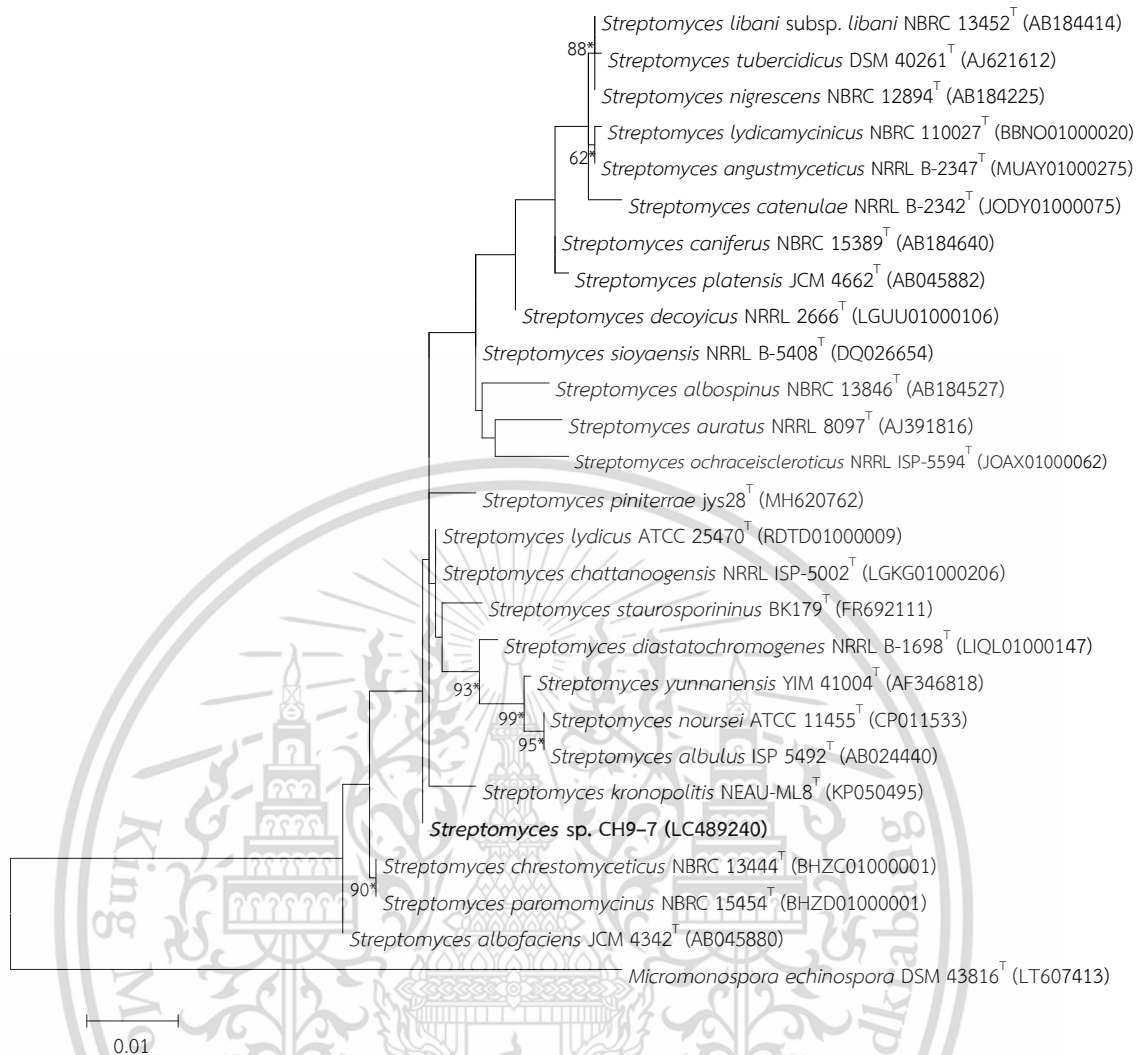 Streptomyces libani subsp. libani NBRC 13452T (AB184414)
88*
Streptomyces tubercidicus DSM 40261T (AJ621612)
Streptomyces nigrescens NBRC 12894T (AB184225)
Streptomyces lydicamycinicus NBRC 110027T (BBNO01000020)
62*
Streptomyces angustmyceticus NRRL B-2347T (MUAY01000275)
Streptomyces catenulae NRRL B-2342T (JODY01000075)
Streptomyces caniferus NBRC 15389T (AB184640)
Streptomyces platensis JCM 4662T (AB045882)
Streptomyces decoyicus NRRL 2666T (LGUU01000106)
Streptomyces sioyaensis NRRL B-5408T (DQ026654)
Streptomyces albospinus NBRC 13846T (AB184527)
Streptomyces auratus NRRL 8097T (AJ391816)
Streptomyces ochraceiscleroticus NRRL ISP-5594T (JOAX01000062)
Streptomyces piniterrae jys28T (MH620762)
Streptomyces lydicus ATCC 25470T (RDTD01000009)
Streptomyces chattanoogensis NRRL ISP-5002T (LGKG01000206)
Streptomyces staurosporininus BK179T (FR692111)
Streptomyces diastatochromogenes NRRL B-1698T (LIQL01000147)
93*
Streptomyces yunnanensis YIM 41004T (AF346818)
99*
Streptomyces noursei ATCC 11455T (CP011533)
95*
Streptomyces albulus ISP 5492T (AB024440)
Streptomyces kronopolitis NEAU-ML8T (KP050495)
Streptomyces sp. CH9–7 (LC489240)
Streptomyces chrestomyceticus NBRC 13444T (BHZC01000001)
90*
Streptomyces paromomycinus NBRC 15454T (BHZD01000001)
Streptomyces albofaciens JCM 4342T (AB045880)
Micromonospora echinospora DSM 43816T (LT607413)
0.01
King Mo
dkrabang